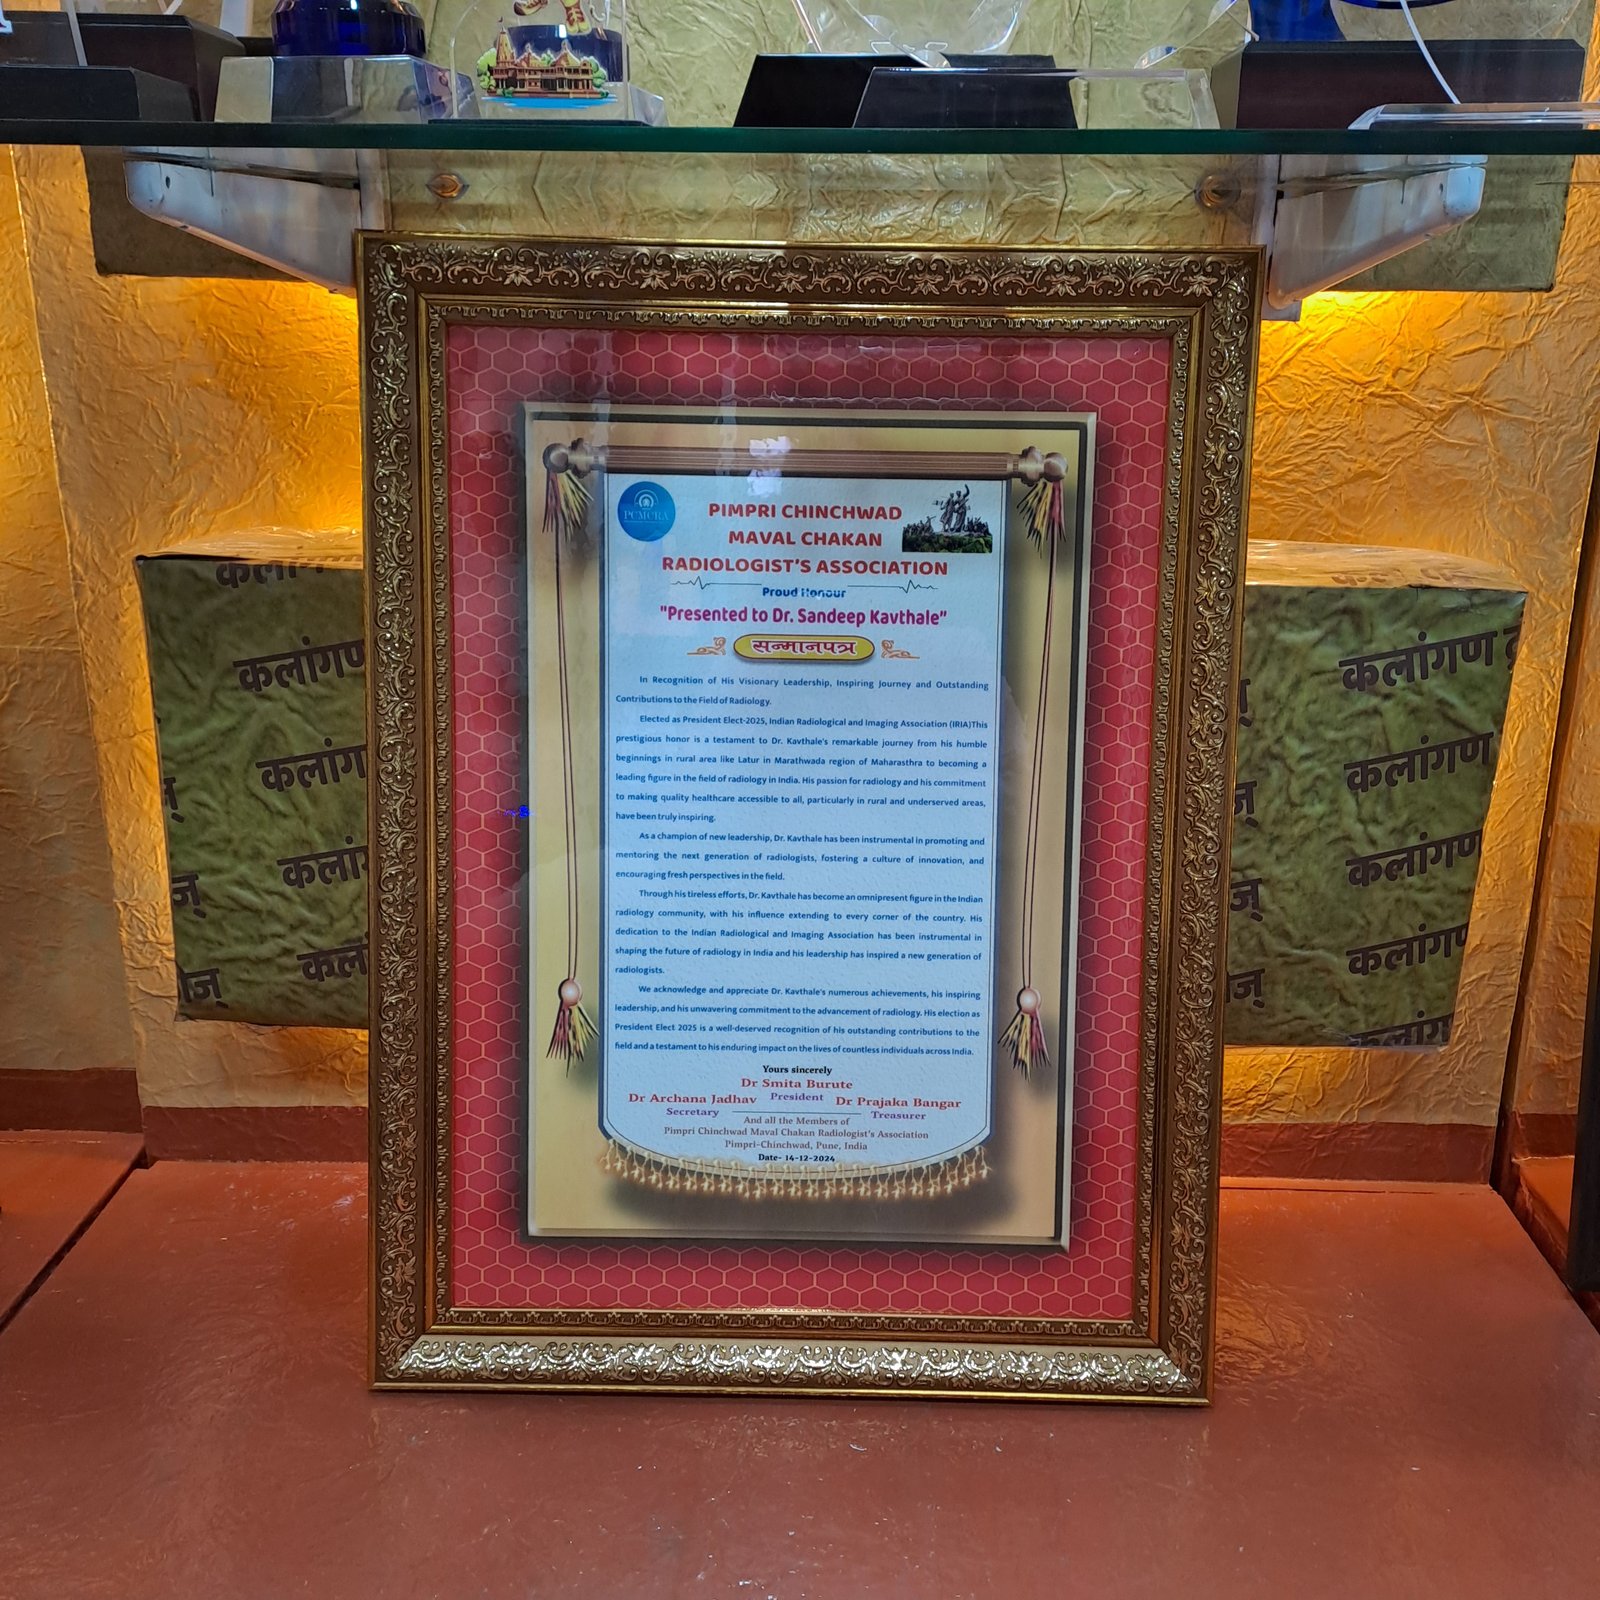 PCMCRA
PIMPRI CHINCHWAD
MAVAL CHAKAN
RADIOLOGIST'S ASSOCIATION
Proud Honour
"Presented to Dr. Sandeep Kavthale"
सन्मानपत्र
In Recognition of His Visionary Leadership, Inspiring Journey and Outstanding
Contributions to the Field of Radiology.
Elected as President Elect-2025, Indian Radiological and Imaging Association (IRIA)This
prestigious honor is a testament to Dr. Kavthale's remarkable journey from his humble
beginnings in rural area like Latur in Marathwada region of Maharasthra to becoming a
leading figure in the field of radiology in India. His passion for radiology and his commitment
to making quality healthcare accessible to all, particularly in rural and underserved areas,
have been truly inspiring.
As a champion of new leadership, Dr. Kavthale has been instrumental in promoting and
mentoring the next generation of radiologists, fostering a culture of innovation, and
encouraging fresh perspectives in the field.
Through his tireless efforts, Dr. Kavthale has become an omnipresent figure in the Indian
radiology community, with his influence extending to every corner of the country. His
dedication to the Indian Radiological and Imaging Association has been instrumental in
shaping the future of radiology in India and his leadership has inspired a new generation of
radiologists.
We acknowledge and appreciate Dr. Kavthale's numerous achievements, his inspiring
leadership, and his unwavering commitment to the advancement of radiology. His election as
President Elect 2025 is a well-deserved recognition of his outstanding contributions to the
field and a testament to his enduring impact on the lives of countless individuals across India.
Yours sincerely
Dr Smita Burute
President
Dr Archana Jadhav Dr Prajaka Bangar
Secretary Treasurer
And all the Members of
Pimpri Chinchwad Maval Chakan Radiologist's Association
Pimpri-Chinchwad, Pune, India
Date- 14-12-2024
कलांगण
कलांगण
कलांगण
कलांगण